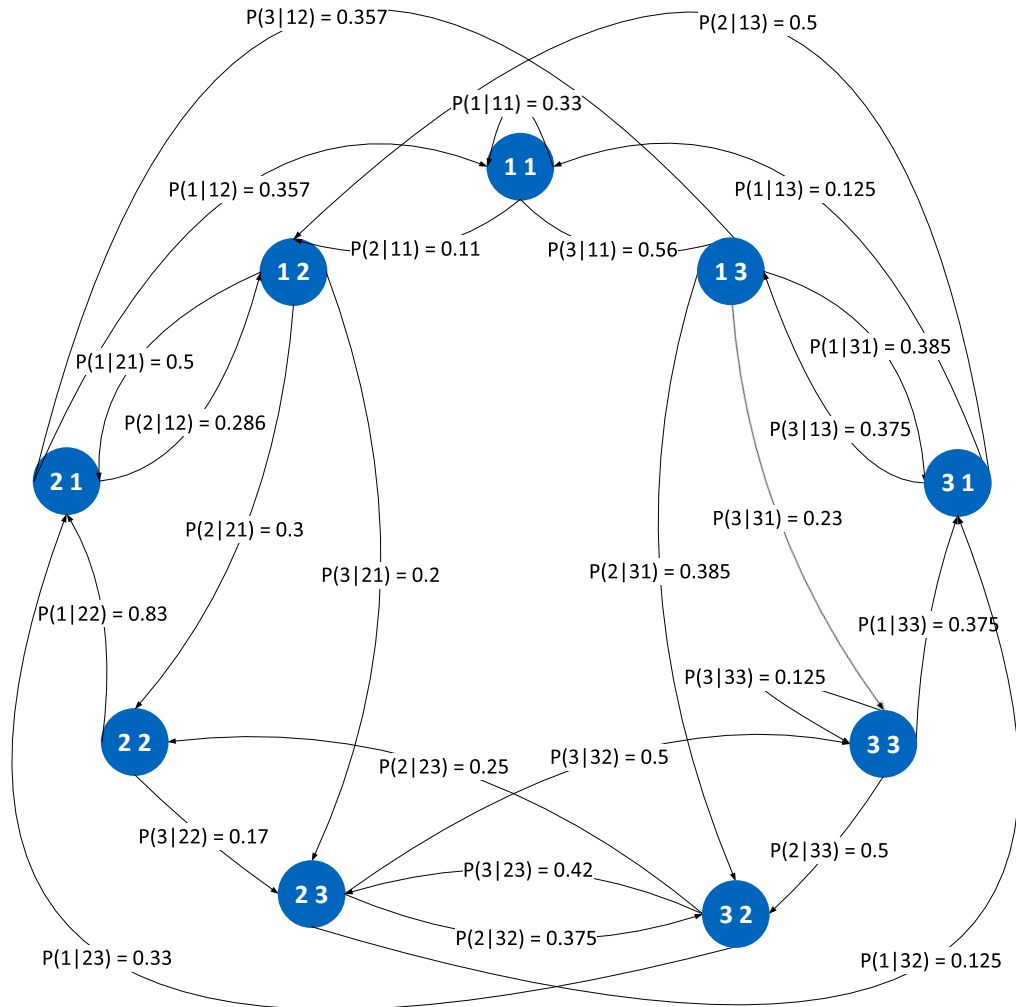 P(3|12) = 0.357
P(2|13) = 0.5
P(1|11) = 0.33
1 1
P(1|12) = 0.357
P(1|13) = 0.125
P(2|11) = 0.11
P(3|11) = 0.56
1 2
1 3
P(1|21) = 0.5
P(1|31) = 0.385
P(2|12) = 0.286
P(3|13) = 0.375
2 1
3 1
P(2|21) = 0.3
P(3|31) = 0.23
P(3|21) = 0.2
P(2|31) = 0.385
P(1|22) = 0.83
P(1|33) = 0.375
P(3|33) = 0.125
2 2
3 3
P(2|23) = 0.25
P(3|32) = 0.5
P(3|22) = 0.17
P(2|33) = 0.5
P(3|23) = 0.42
2 3
3 2
P(2|32) = 0.375
P(1|23) = 0.33
P(1|32) = 0.125